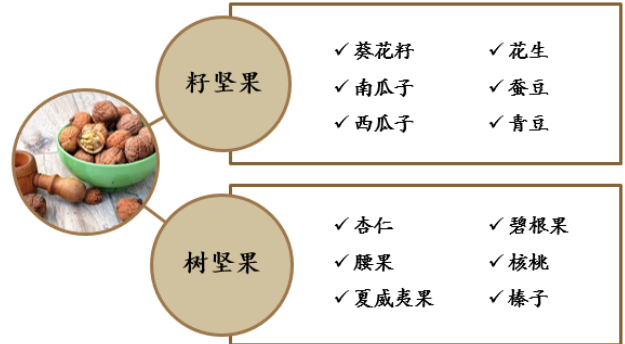 籽坚果
葵花籽 花生
南瓜子 蚕豆
西瓜子 青豆
树坚果
杏仁 碧根果
腰果 核桃
夏威夷果 榛子